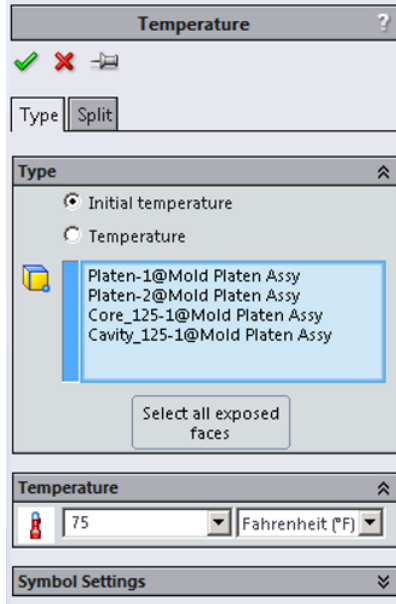 Temperature
?
Type
Split
Type
Initial temperature
Temperature
Platen-1@Mold Platen Assy
Platen-2@Mold Platen Assy
Core_125-1@Mold Platen Assy
Cavity_125-1@Mold Platen Assy
Select all exposed
faces
Temperature
75
Fahrenheit (°F)
Symbol Settings